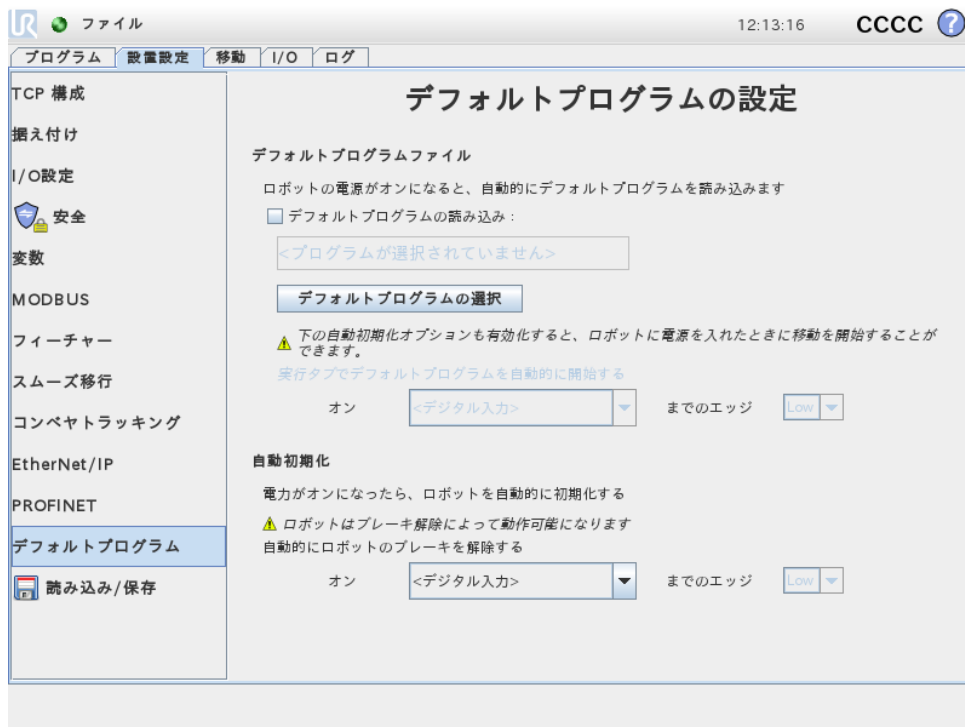 UR ファイル 12:13:16 CCCC ?
プログラム 設置設定 移動 I/O ログ
TCP 構成
据え付け
I/O設定
安全
変数
MODBUS
フィーチャー
スムーズ移行
コンベヤトラッキング
EtherNet/IP
PROFINET
デフォルトプログラム
読み込み/保存
デフォルトプログラムの設定
デフォルトプログラムファイル
ロボットの電源がオンになると、自動的にデフォルトプログラムを読み込みます
デフォルトプログラムの読み込み:
<プログラムが選択されていません>
デフォルトプログラムの選択
下の自動初期化オプションも有効化すると、ロボットに電源を入れたときに移動を開始することが
できます。
実行タブでデフォルトプログラムを自動的に開始する
オン <デジタル入力> までのエッジ Low
自動初期化
電力がオンになったら、ロボットを自動的に初期化する
ロボットはブレーキ解除によって動作可能になります
自動的にロボットのブレーキを解除する
オン <デジタル入力> までのエッジ Low